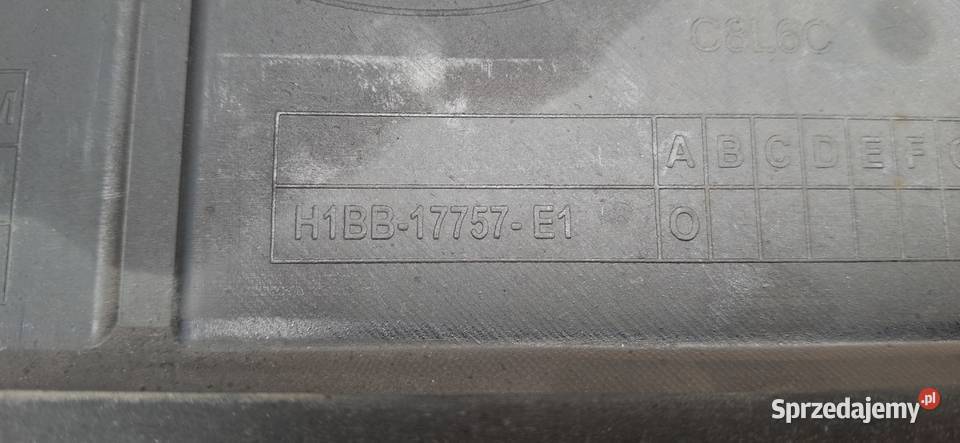 C8L6C
M
A B C D E F
H1BB-17757-E1 O
Sprzedajemy.pl